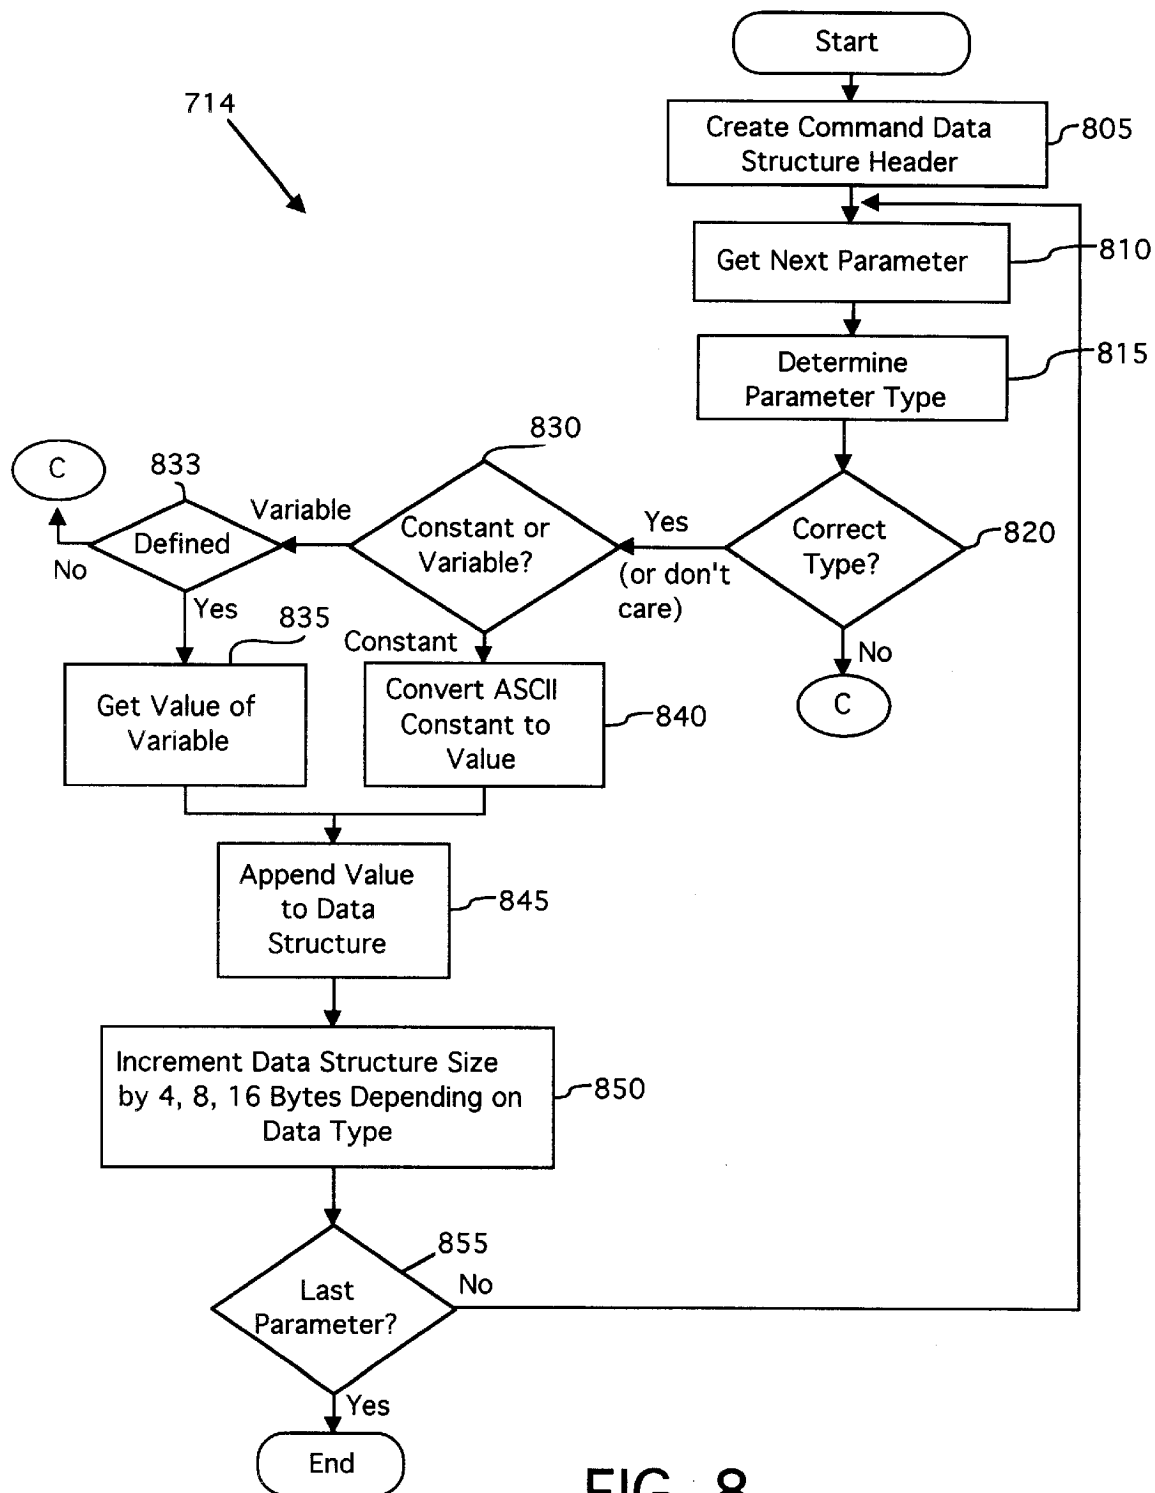 Start
714
Create Command Data
Structure Header
805
Get Next Parameter
810
Determine
Parameter Type
815
830
C
833
Variable
Constant or
Variable?
Yes
(or don't
care)
Correct
Type?
820
Defined
No
Yes
835
Constant
No
C
Get Value of
Variable
Convert ASCII
Constant to
Value
840
Append Value
to Data
Structure
845
Increment Data Structure Size
by 4, 8, 16 Bytes Depending on
Data Type
850
855
No
Last
Parameter?
Yes
End
FIG. 8